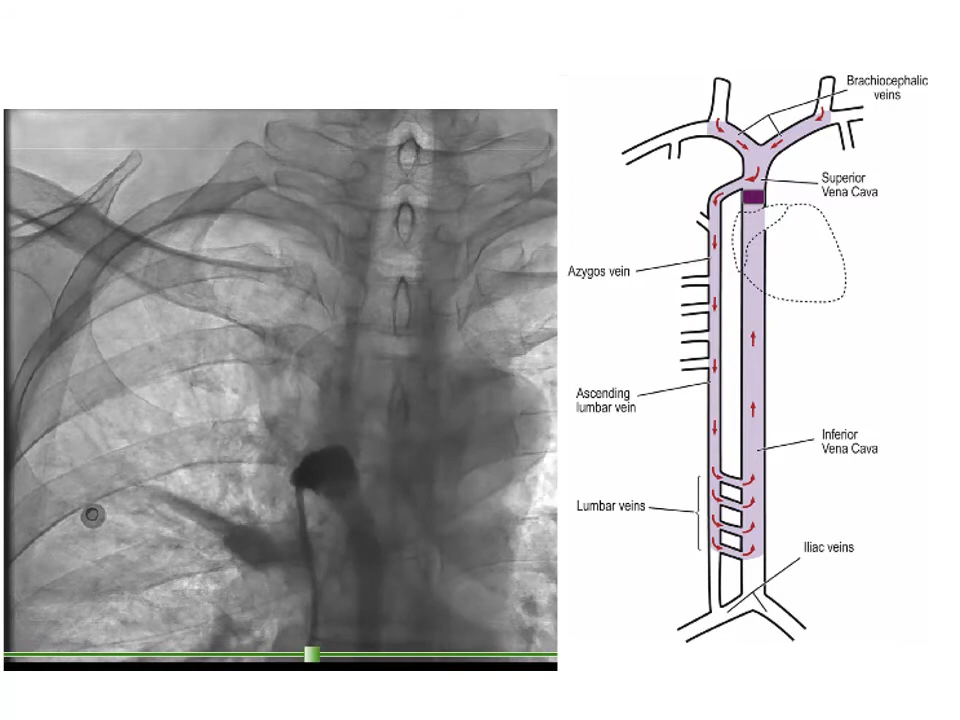 Brachiocephalic
veins
Superior
Vena Cava
Azygos vein
Ascending
lumbar vein
Inferior
Vena Cava
Lumbar veins
Iliac veins